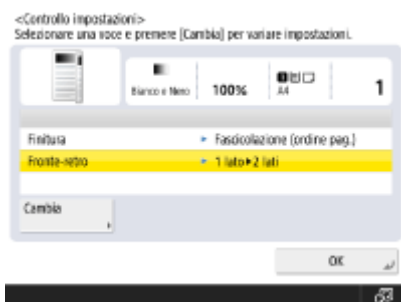 <Controllo impostazioni>
Selezionare una voce e premere [Cambia] per variare impostazioni.
Bianco e Nero
100%
1
A4
1
Finitura
▸ Fascicolazione (ordine pag.)
Fronte-retro
▸ 1 lato▸2 lati
Cambia
OK